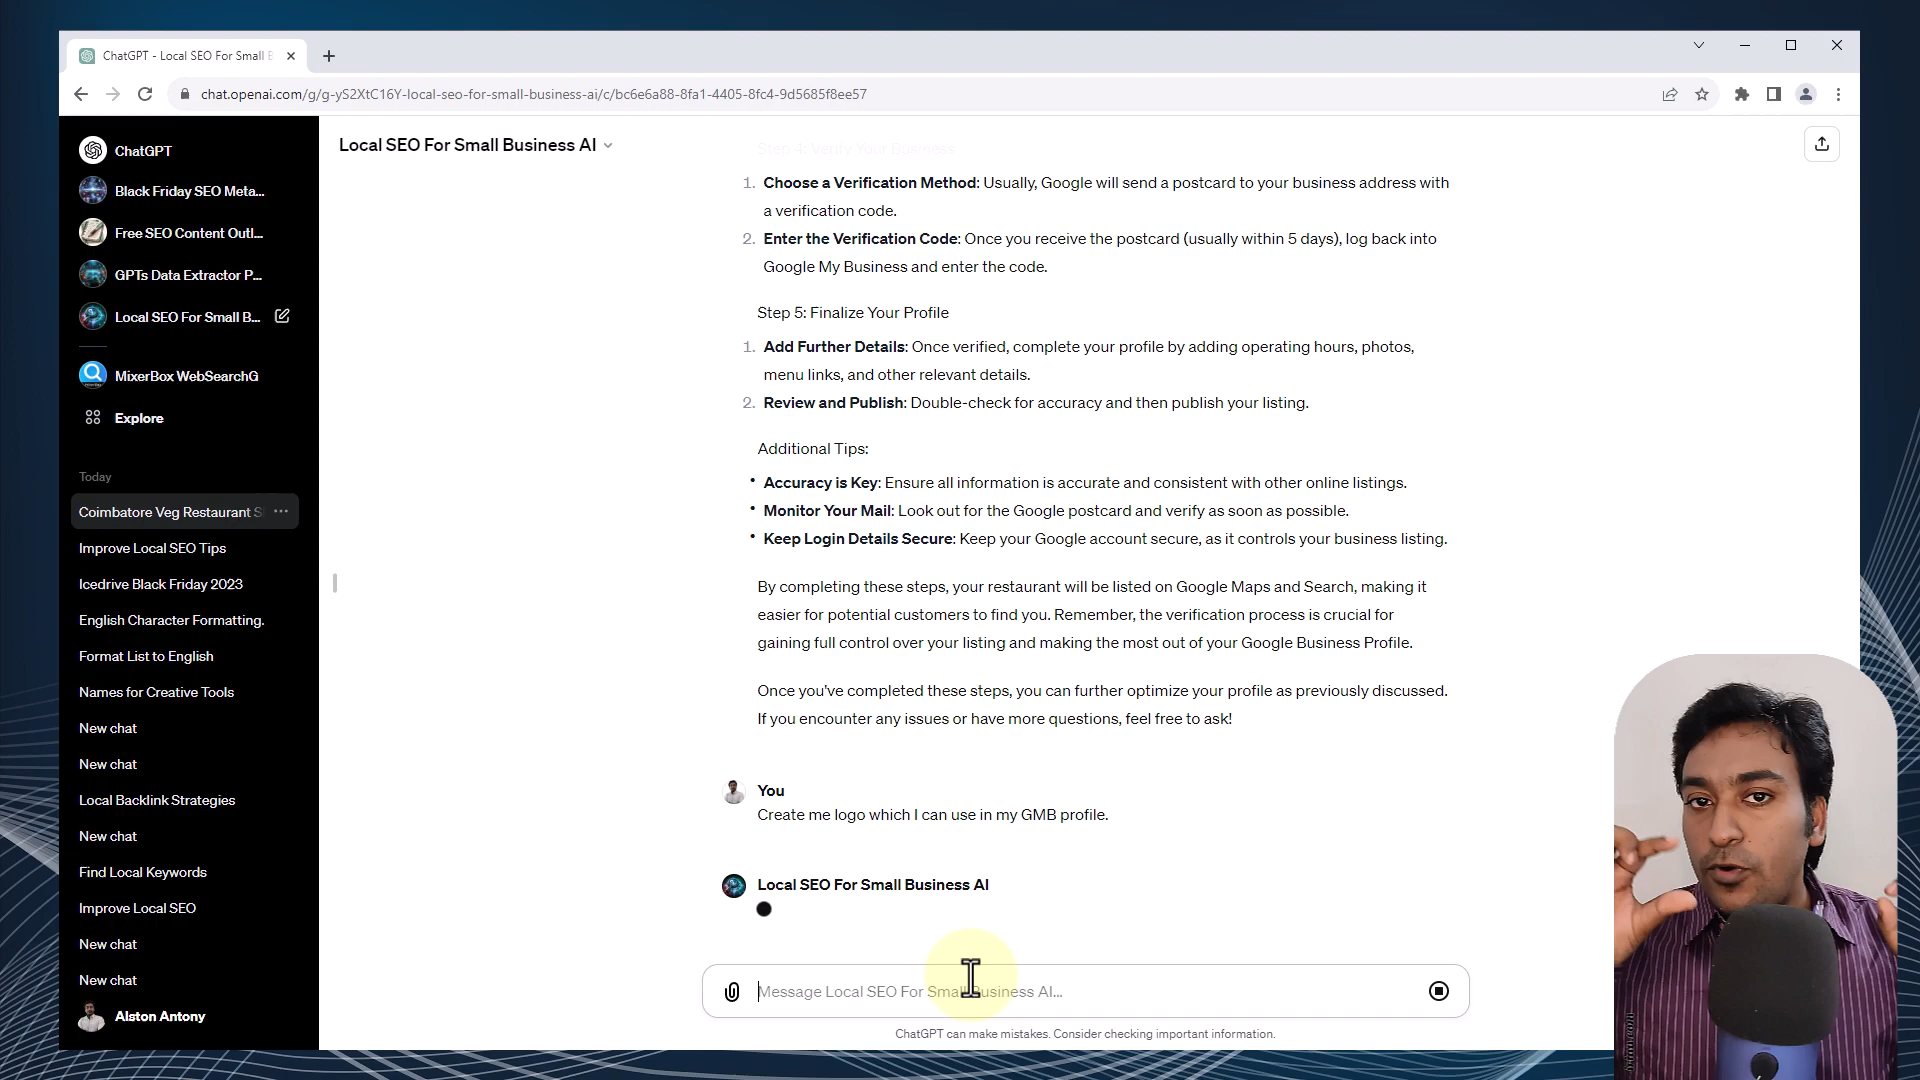 ChatGPT - Local SEO For Small B
chat.openai.com/g/g-yS2XtC16Y-local-seo-for-small-business-ai/c/bc6e6a88-8fa1-4405-8fc4-9d5685f8ee57
ChatGPT
Black Friday SEO Meta...
Free SEO Content Outl...
GPTs Data Extractor P...
Local SEO For Small B...
MixerBox WebSearchG
Explore
Today
Coimbatore Veg Restaurant S
Improve Local SEO Tips
Icedrive Black Friday 2023
English Character Formatting.
Format List to English
Names for Creative Tools
New chat
New chat
Local Backlink Strategies
New chat
Find Local Keywords
Improve Local SEO
New chat
New chat
Alston Antony
Local SEO For Small Business AI
Step 4: Verify Your Business
1. Choose a Verification Method: Usually, Google will send a postcard to your business address with
a verification code.
2. Enter the Verification Code: Once you receive the postcard (usually within 5 days), log back into
Google My Business and enter the code.
Step 5: Finalize Your Profile
1. Add Further Details: Once verified, complete your profile by adding operating hours, photos,
menu links, and other relevant details.
2. Review and Publish: Double-check for accuracy and then publish your listing.
Additional Tips:
• Accuracy is Key: Ensure all information is accurate and consistent with other online listings.
• Monitor Your Mail: Look out for the Google postcard and verify as soon as possible.
• Keep Login Details Secure: Keep your Google account secure, as it controls your business listing.
By completing these steps, your restaurant will be listed on Google Maps and Search, making it
easier for potential customers to find you. Remember, the verification process is crucial for
gaining full control over your listing and making the most out of your Google Business Profile.
Once you've completed these steps, you can further optimize your profile as previously discussed.
If you encounter any issues or have more questions, feel free to ask!
You
Create me logo which I can use in my GMB profile.
Local SEO For Small Business AI
Message Local SEO For Small Business AI...
ChatGPT can make mistakes. Consider checking important information.